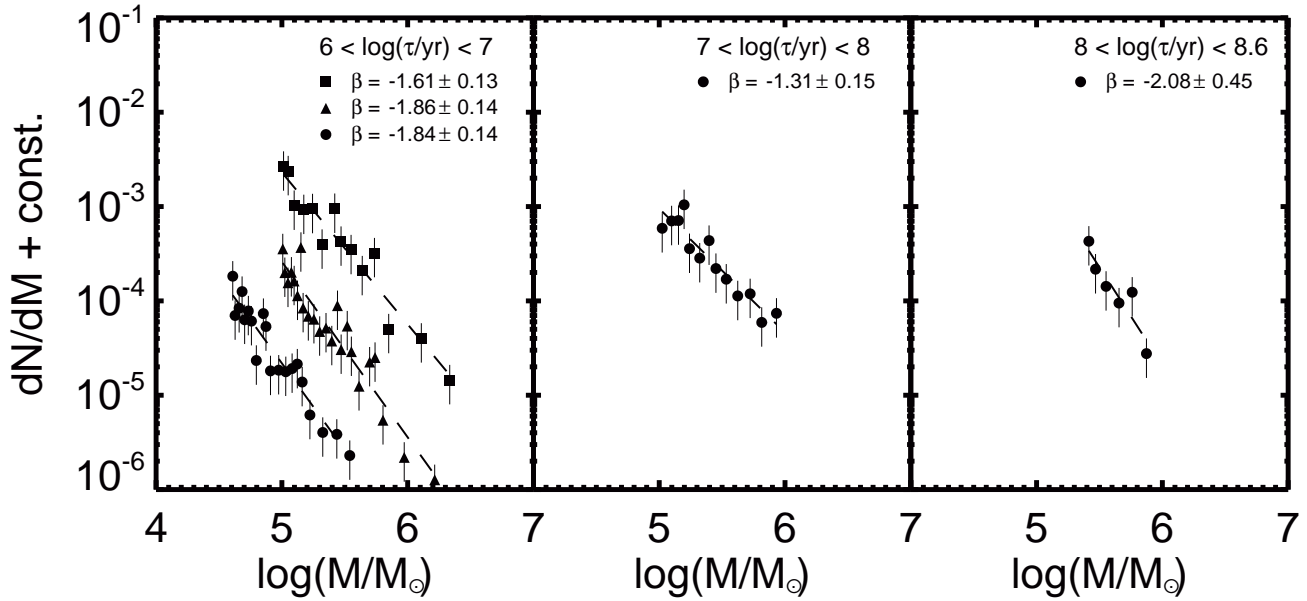 dN/dM + const.
10⁻¹
10⁻²
10⁻³
10⁻⁴
10⁻⁵
10⁻⁶
6 < log(τ/yr) < 7
β = -1.61± 0.13
β = -1.86± 0.14
β = -1.84± 0.14
7 < log(τ/yr) < 8
β = -1.31± 0.15
8 < log(τ/yr) < 8.6
β = -2.08± 0.45
4 5 6 7 5 6 7 5 6 7
log(M/M☉) log(M/M☉) log(M/M☉)